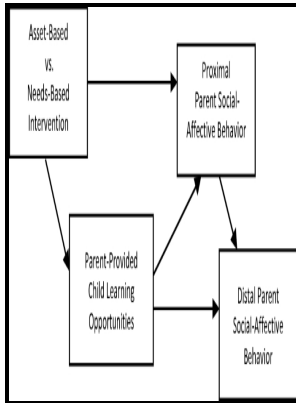 Asset-Based
vs.
Needs-Based
Intervention
Proximal
Parent Social-
Affective Behavior
Parent-Provided
Child Learning
Opportunities
Distal Parent
Social-Affective
Behavior